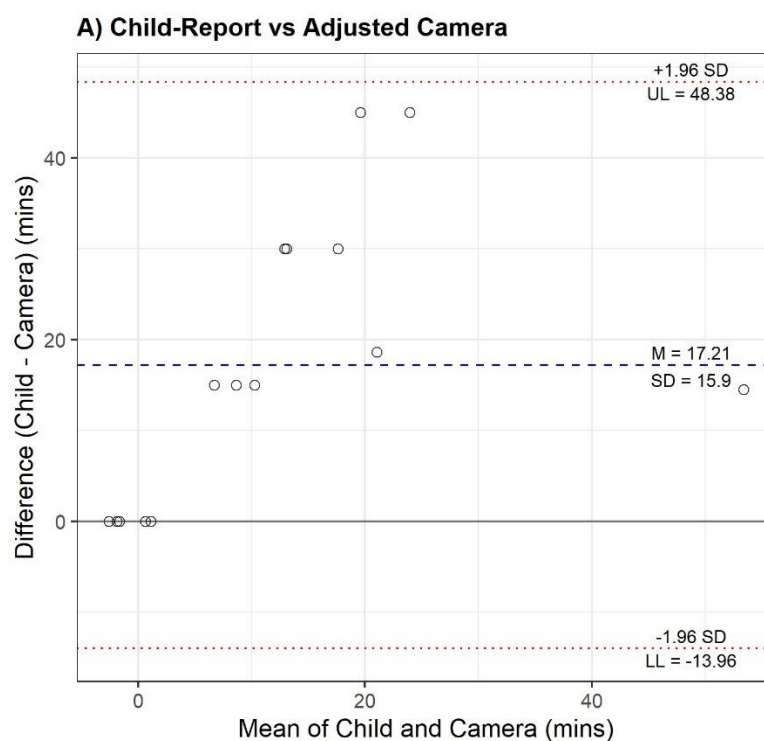 A) Child-Report vs Adjusted Camera
+1.96 SD
UL = 48.38
40
20
M = 17.21
SD = 15.9
0
-1.96 SD
LL = -13.96
0 20 40
Difference (Child - Camera) (mins)
Mean of Child and Camera (mins)